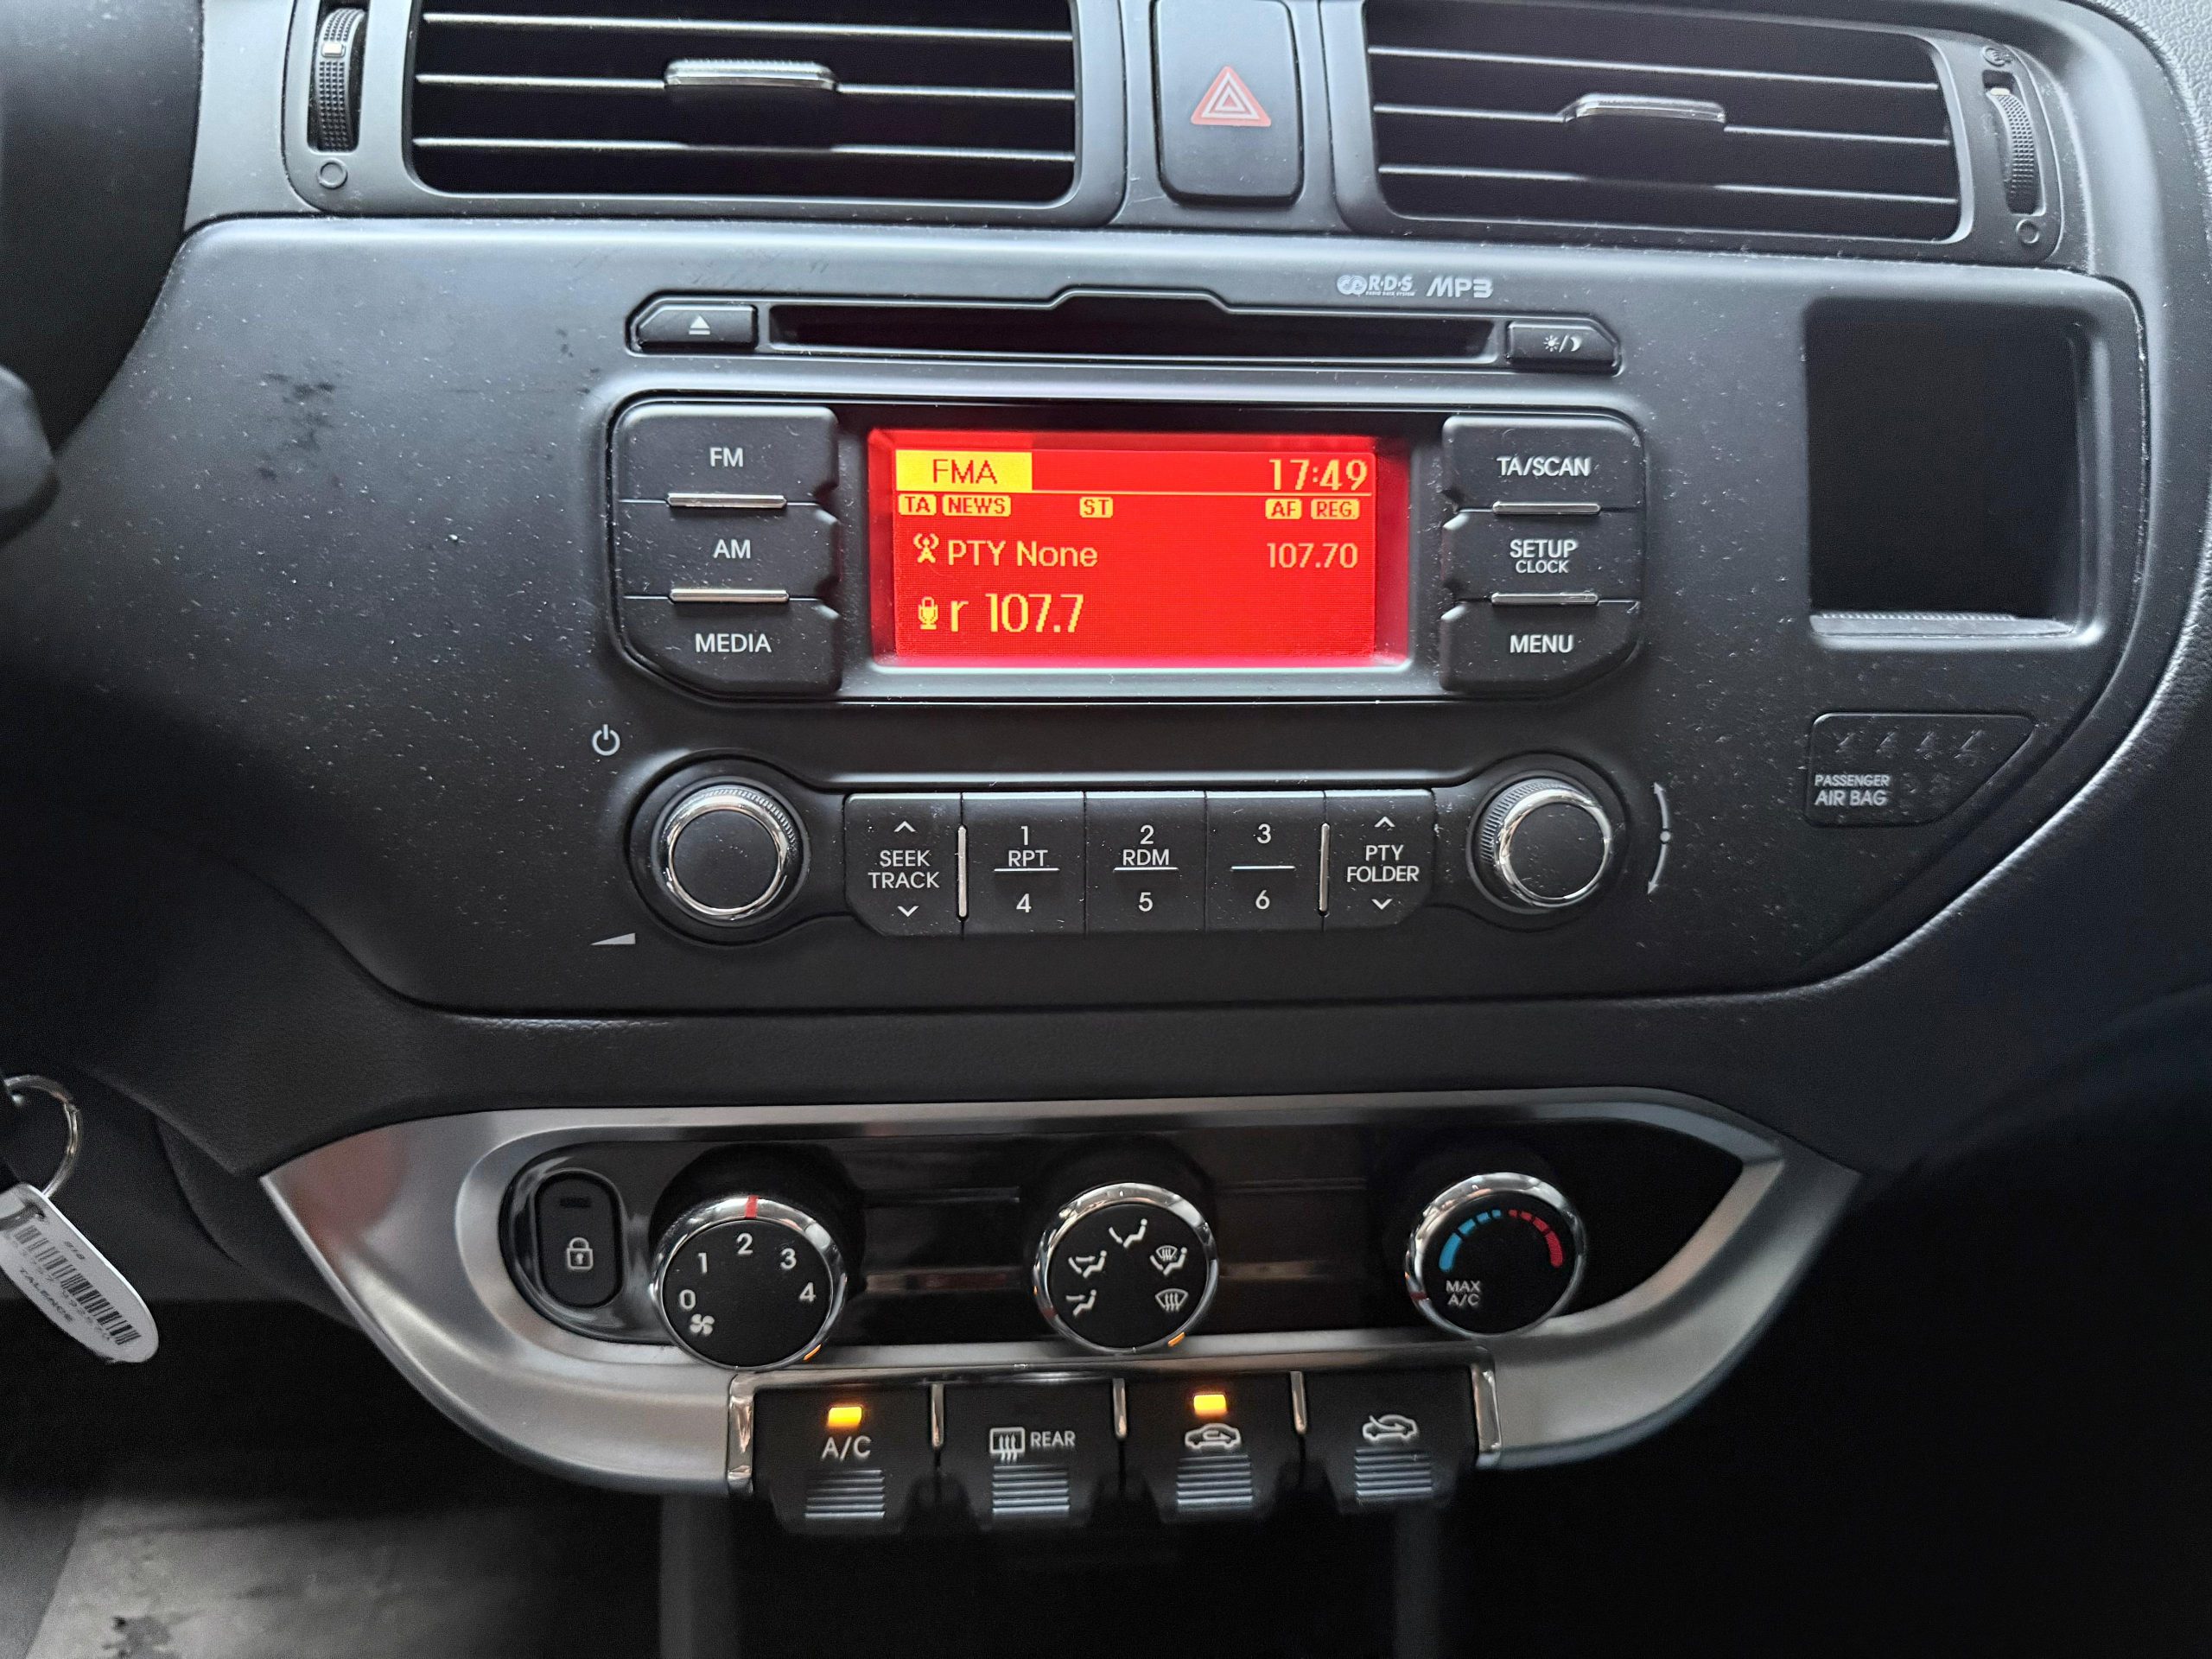 R·D·S MP3
FM
AM
MEDIA
FMA 17:49
TA NEWS ST AF REG
PTY None 107.70
r 107.7
TA/SCAN
SETUP
CLOCK
MENU
PASSENGER
AIR BAG
SEEK
TRACK
1
RPT
4
2
RDM
5
3
6
PTY
FOLDER
0 1 2 3 4
MAX
A/C
A/C
REAR
TALENCE